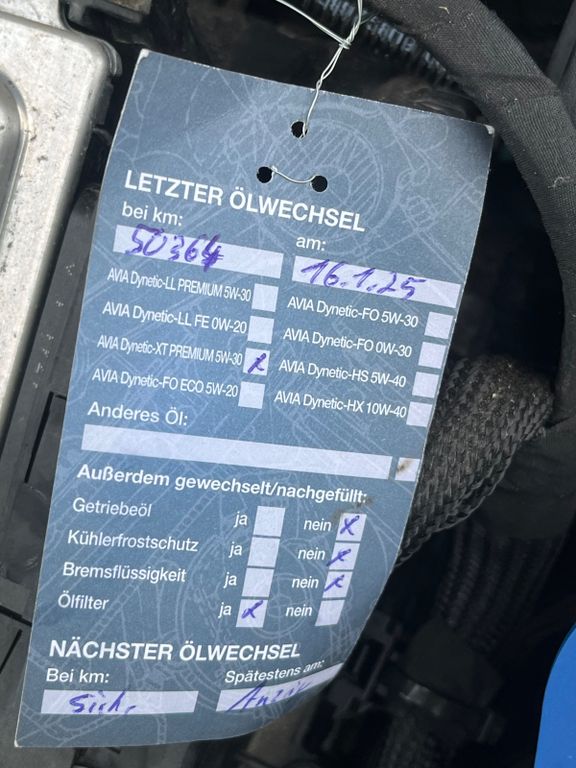 LETZTER ÖLWECHSEL
bei km: am:
50364 16.1.25
AVIA Dynetic-LL PREMIUM 5W-30 AVIA Dynetic-FO 5W-30
AVIA Dynetic-LL FE 0W-20 AVIA Dynetic-FO 0W-30
AVIA Dynetic-XT PREMIUM 5W-30 x AVIA Dynetic-HS 5W-40
AVIA Dynetic-FO ECO 5W-20 AVIA Dynetic-HX 10W-40
Anderes Öl:
Außerdem gewechselt/nachgefüllt:
Getriebeöl ja nein x
Kühlerfrostschutz ja nein x
Bremsflüssigkeit ja nein x
Ölfilter ja x nein
NÄCHSTER ÖLWECHSEL
Bei km: Spätestens am: